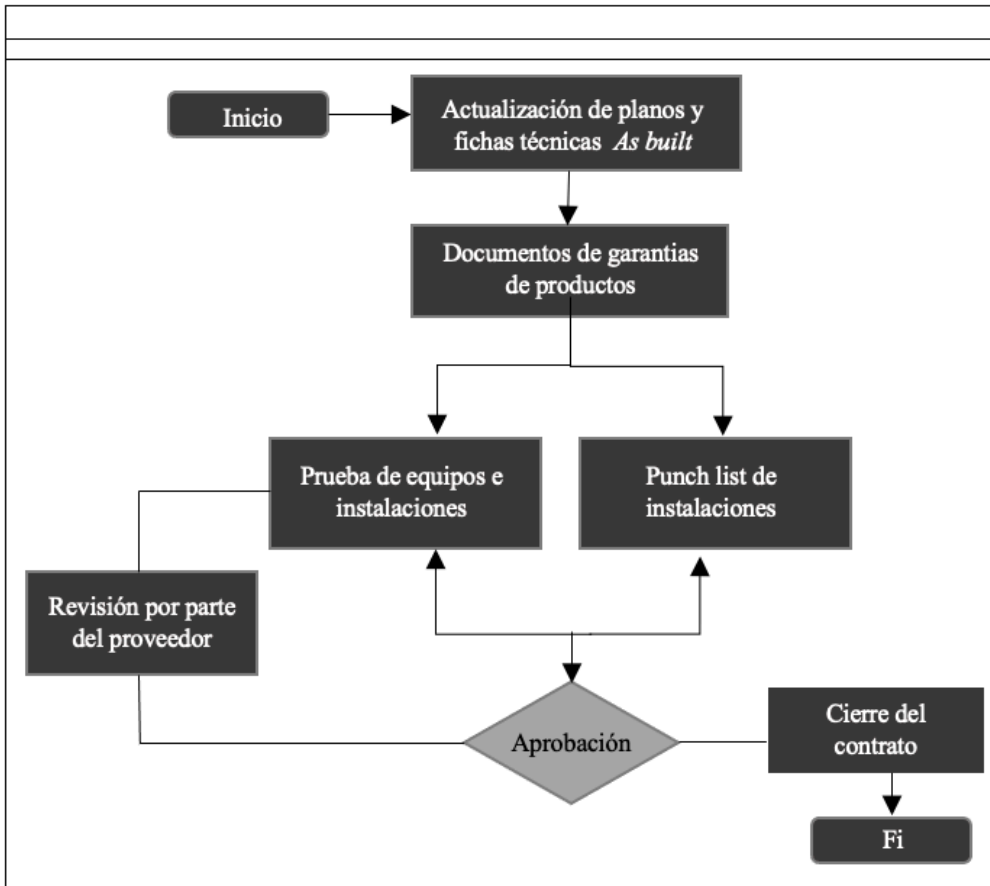 Inicio
Actualización de planos y
fichas técnicas As built
Documentos de garantias
de productos
Prueba de equipos e
instalaciones
Punch list de
instalaciones
Revisión por parte
del proveedor
Aprobación
Cierre del
contrato
Fi